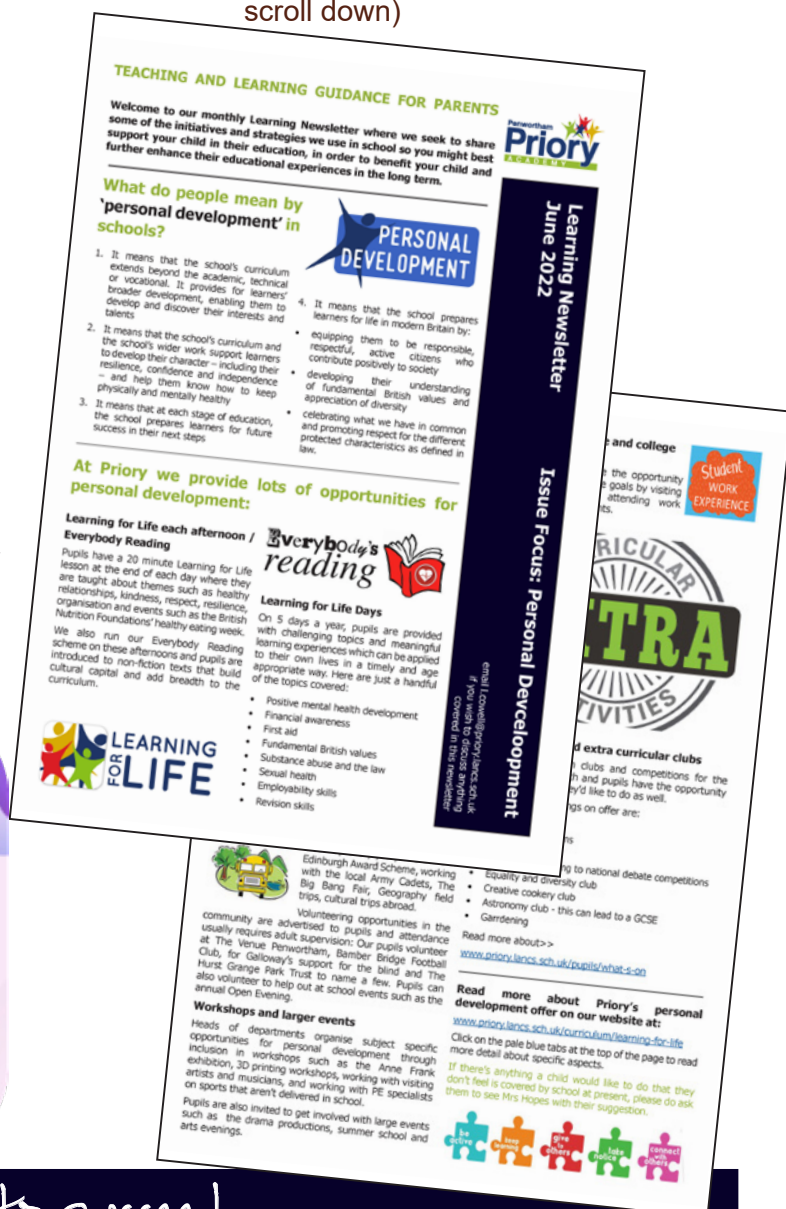 scroll down)
TEACHING AND LEARNING GUIDANCE FOR PARENTS
Welcome to our monthly Learning Newsletter where we seek to share
some of the initiatives and strategies we use in school so you might best
support your child in their education, in order to benefit your child and
further enhance their educational experiences in the long term.
Penwortham
Priory
ACADEMY
Learning Newsletter
June 2022
Issue Focus: Personal Devceloopment
email l.cowell@priory.lancs.sch.uk
if you wish to discuss anything
covered in this newsletter
What do people mean by
‘personal development’ in
schools?
PERSONAL
DEVELOPMENT
1. It means that the school's curriculum
extends beyond the academic, technical
or vocational. It provides for learners'
broader development, enabling them to
develop and discover their interests and
talents
2. It means that the school's curriculum and
the school's wider work support learners
to develop their character – including their
resilience, confidence and independence
– and help them know how to keep
physically and mentally healthy
3. It means that at each stage of education,
the school prepares learners for future
success in their next steps
4. It means that the school prepares
learners for life in modern Britain by:
• equipping them to be responsible,
respectful, active citizens who
contribute positively to society
• developing their understanding
of fundamental British values and
appreciation of diversity
• celebrating what we have in common
and promoting respect for the different
protected characteristics as defined in
law.
At Priory we provide lots of opportunities for
personal development:
Learning for Life each afternoon /
Everybody Reading
Pupils have a 20 minute Learning for Life
lesson at the end of each day where they
are taught about themes such as healthy
relationships, kindness, respect, resilience,
organisation and events such as the British
Nutrition Foundations' healthy eating week.
We also run our Everybody Reading
scheme on these afternoons and pupils are
introduced to non-fiction texts that build
cultural capital and add breadth to the
curriculum.
LEARNING
FOR
LIFE
Everybody's
reading
Learning for Life Days
On 5 days a year, pupils are provided
with challenging topics and meaningful
learning experiences which can be applied
to their own lives in a timely and age
appropriate way. Here are just a handful
of the topics covered:
• Positive mental health development
• Financial awareness
• First aid
• Fundamental British values
• Substance abuse and the law
• Sexual health
• Employability skills
• Revision skills
e and college
the opportunity
goals by visiting
attending work
ts.
Student
WORK
EXPERIENCE
RICULAR
TRA
TIVITIES
d extra curricular clubs
clubs and competitions for the
h and pupils have the opportunity
ey'd like to do as well.
ngs on offer are:
ns
ng to national debate competitions
• Equality and diversity club
• Creative cookery club
• Astronomy club - this can lead to a GCSE
• Garrdening
Read more about>>
www.priory.lancs.sch.uk/pupils/what-s-on
Edinburgh Award Scheme, working
with the local Army Cadets, The
Big Bang Fair, Geography field
trips, cultural trips abroad.
Volunteering opportunities in the
community are advertised to pupils and attendance
usually requires adult supervision: Our pupils volunteer
at The Venue Penwortham, Bamber Bridge Football
Club, for Galloway's support for the blind and The
Hurst Grange Park Trust to name a few. Pupils can
also volunteer to help out at school events such as the
annual Open Evening.
Workshops and larger events
Heads of departments organise subject specific
opportunities for personal development through
inclusion in workshops such as the Anne Frank
exhibition, 3D printing workshops, working with visiting
artists and musicians, and working with PE specialists
on sports that aren't delivered in school.
Pupils are also invited to get involved with large events
such as the drama productions, summer school and
arts evenings.
Read more about Priory's personal
development offer on our website at:
www.priory.lancs.sch.uk/curriculum/learning-for-life
Click on the pale blue tabs at the top of the page to read
more detail about specific aspects.
If there's anything a child would like to do that they
don't feel is covered by school at present, please do ask
them to see Mrs Hopes with their suggestion.
be
active
keep
learning
give
to
others
take
notice
connect
with
others